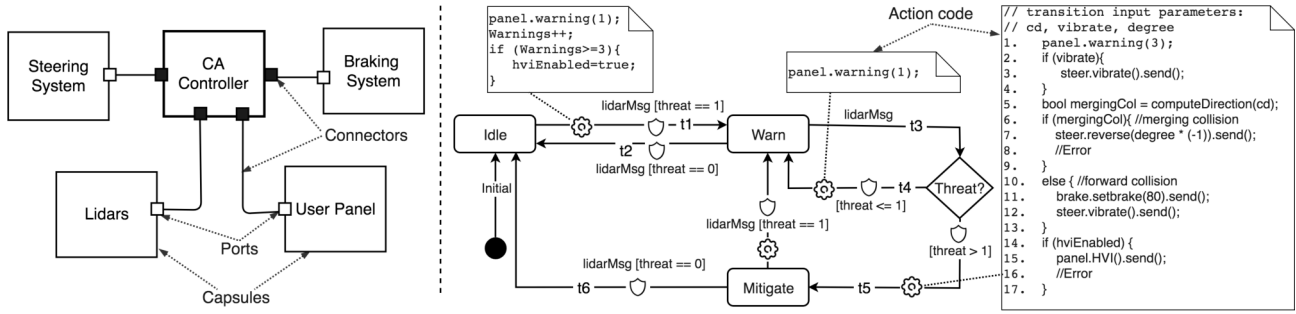 Steering
System
CA
Controller
Braking
System
Connectors
Lidars
User Panel
Ports
Capsules
panel.warning(1);
Warnings++;
if (Warnings>=3){
hviEnabled=true;
}
Action code
panel.warning(1);
lidarMsg [threat == 1]
Idle
t1
Warn
lidarMsg
t3
t2
lidarMsg [threat == 0]
Initial
t4
Threat?
[threat <= 1]
lidarMsg [threat == 1]
[threat > 1]
lidarMsg [threat == 0]
t6
Mitigate
t5
// transition input parameters:
// cd, vibrate, degree
1. panel.warning(3);
2. if (vibrate){
3. steer.vibrate().send();
4. }
5. bool mergingCol = computeDirection(cd);
6. if (mergingCol){ //merging collision
7. steer.reverse(degree * (-1)).send();
8. //Error
9. }
10. else { //forward collision
11. brake.setbrake(80).send();
12. steer.vibrate().send();
13. }
14. if (hviEnabled) {
15. panel.HVI().send();
16. //Error
17. }